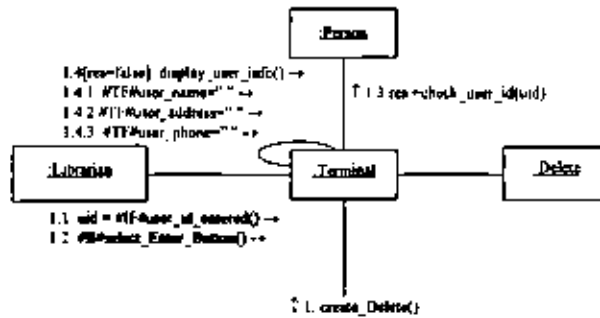 :Person
1.4[res=false] display_user_info() →
1.4.1 #TF#user_name="" →
1.4.2 #TF#user_address="" →
1.4.3 #TF#user_phone="" →
↑ 1.3 res=check_user_id(uid)
:Librarian
:Terminal
:Delete
1.1 uid = #TF#user_id_entered() →
1.2 #B#select_Enter_Button() →
↑ 1. create_Delete()